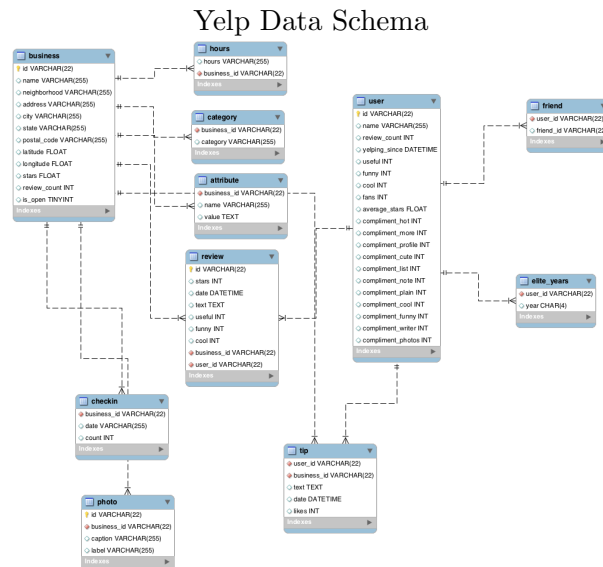 Yelp Data Schema
business
id VARCHAR(22)
name VARCHAR(255)
neighborhood VARCHAR(255)
address VARCHAR(255)
city VARCHAR(255)
state VARCHAR(255)
postal_code VARCHAR(255)
latitude FLOAT
longitude FLOAT
stars FLOAT
review_count INT
is_open TINYINT
Indexes
hours
hours VARCHAR(255)
business_id VARCHAR(22)
Indexes
category
business_id VARCHAR(22)
category VARCHAR(255)
Indexes
attribute
business_id VARCHAR(22)
name VARCHAR(255)
value TEXT
Indexes
review
id VARCHAR(22)
stars INT
date DATETIME
text TEXT
useful INT
funny INT
cool INT
business_id VARCHAR(22)
user_id VARCHAR(22)
Indexes
user
id VARCHAR(22)
name VARCHAR(255)
review_count INT
yelping_since DATETIME
useful INT
funny INT
cool INT
fans INT
average_stars FLOAT
compliment_hot INT
compliment_more INT
compliment_profile INT
compliment_cute INT
compliment_list INT
compliment_note INT
compliment_plain INT
compliment_cool INT
compliment_funny INT
compliment_writer INT
compliment_photos INT
Indexes
friend
user_id VARCHAR(22)
friend_id VARCHAR(22
Indexes
elite_years
user_id VARCHAR(22)
year CHAR(4)
Indexes
checkin
business_id VARCHAR(22)
date VARCHAR(255)
count INT
Indexes
tip
user_id VARCHAR(22)
business_id VARCHAR(22)
text TEXT
date DATETIME
likes INT
Indexes
photo
id VARCHAR(22)
business_id VARCHAR(22)
caption VARCHAR(255)
label VARCHAR(255)
Indexes